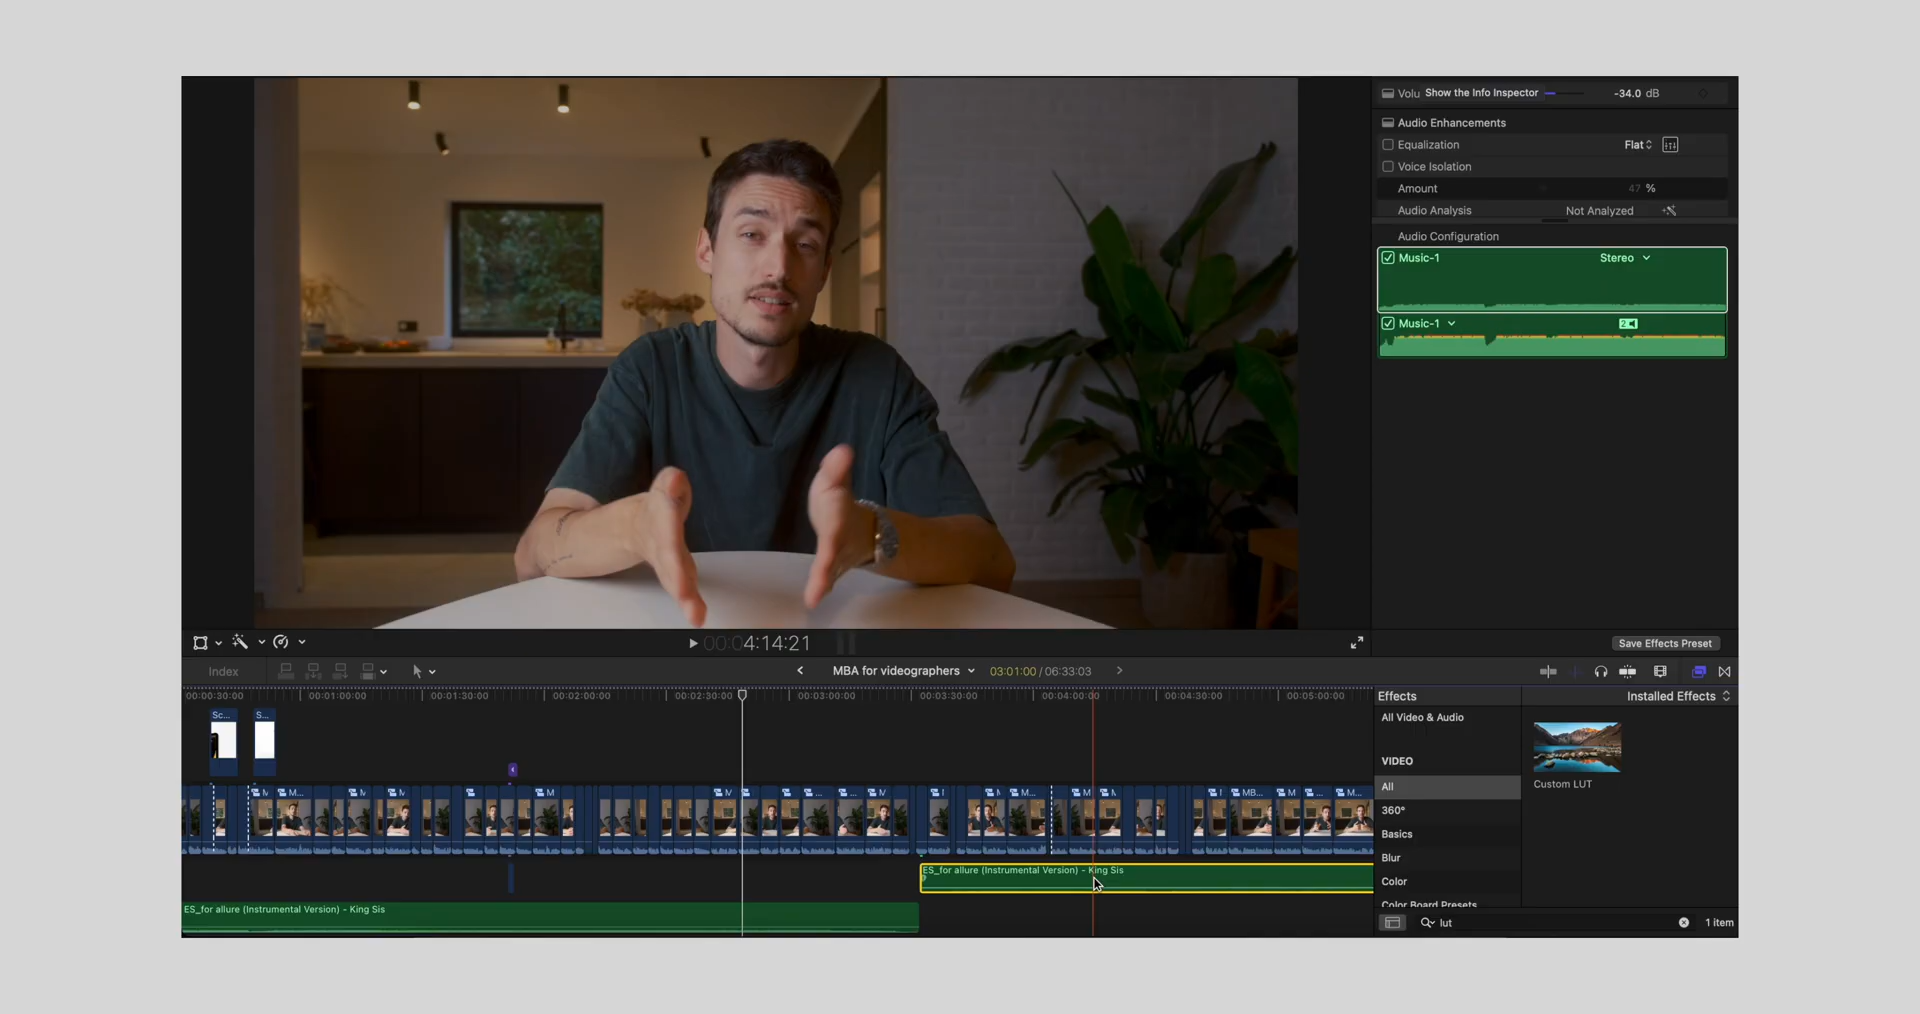 Volu Show the Info Inspector -34.0 dB
Audio Enhancements
Equalization Flat
Voice Isolation
Amount 47 %
Audio Analysis Not Analyzed
Audio Configuration
Music-1 Stereo
Music-1 2
00:04:14:21
Save Effects Preset
Index
MBA for videographers 03:01:00 / 06:33:03
00:00:30:00 00:01:00:00 00:01:30:00 00:02:00:00 00:02:30:00 00:03:00:00 00:03:30:00 00:04:00:00 00:04:30:00 00:05:00:00
Effects Installed Effects
Sc... S...
All Video & Audio
VIDEO
All
Custom LUT
M M... M M M M ... ... M M M... M M MB... M ... M...
360°
Basics
Blur
Color
Color Board Presets
ES_for allure (Instrumental Version) - King Sis
ES_for allure (Instrumental Version) - King Sis
lut 1 item